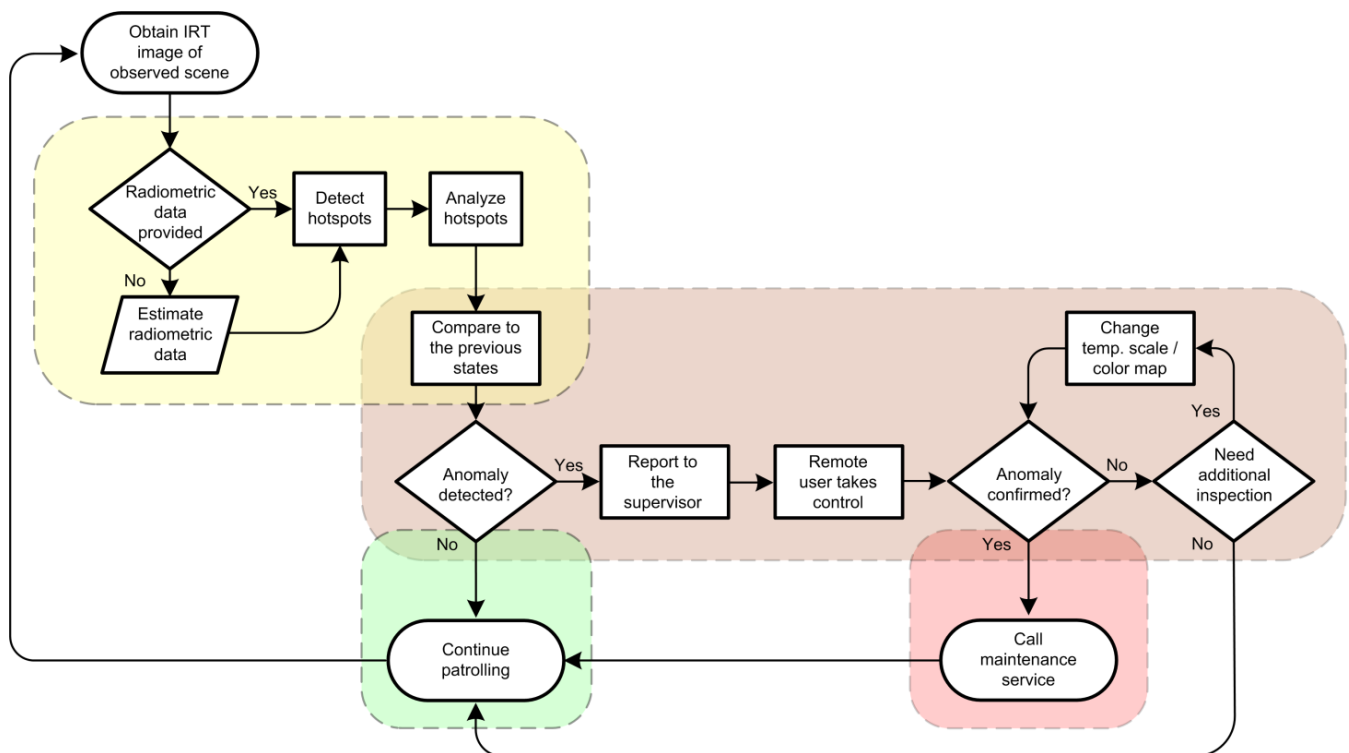 Obtain IRT
image of
observed scene
Radiometric
data
provided
Yes
No
Detect
hotspots
Analyze
hotspots
Estimate
radiometric
data
Compare to
the previous
states
Change
temp. scale /
color map
Anomaly
detected?
Yes
No
Report to
the
supervisor
Remote
user takes
control
Anomaly
confirmed?
No
Yes
Need
additional
inspection
Yes
No
Continue
patrolling
Call
maintenance
service